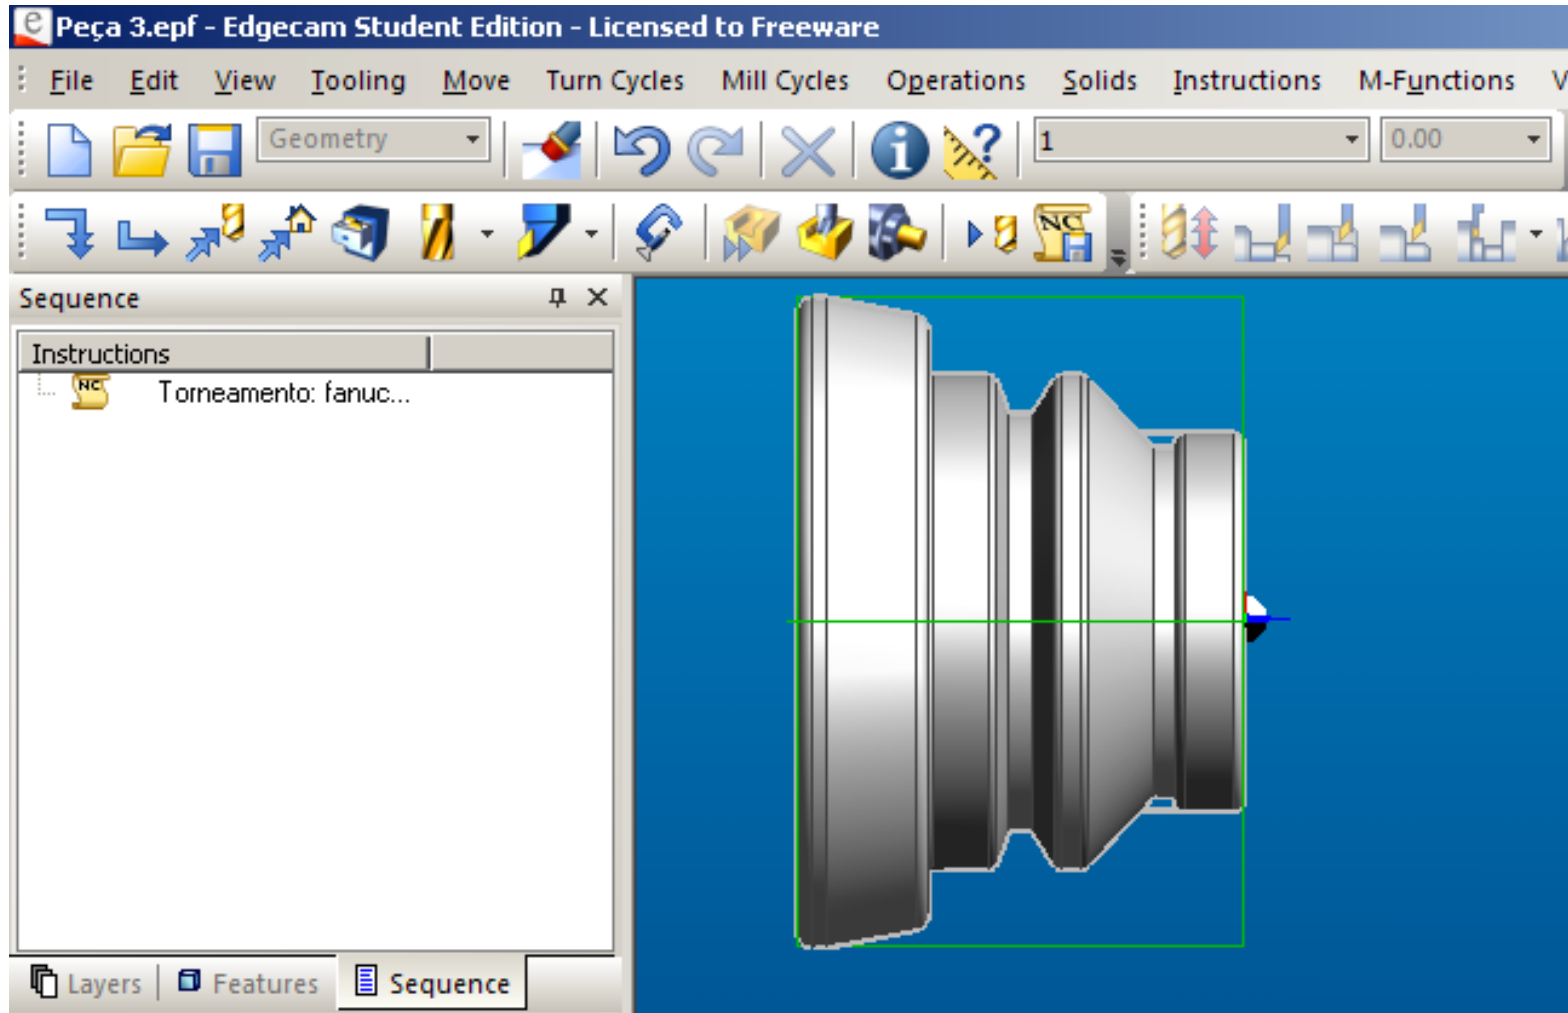 Peça 3.epf - Edgecam Student Edition - Licensed to Freeware
File Edit View Tooling Move Turn Cycles Mill Cycles Operations Solids Instructions M-Functions V
Geometry 1 0.00
NC
Sequence
Instructions
NC Torneamento: fanuc...
Layers Features Sequence